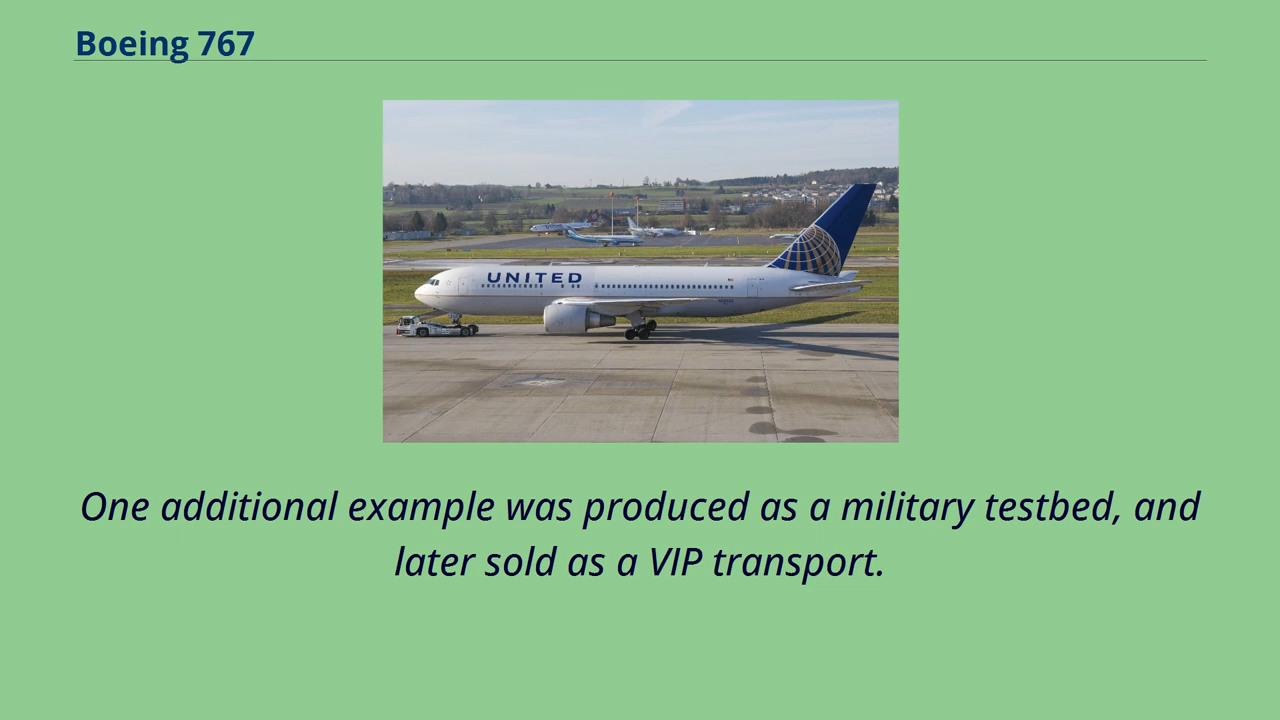 Boeing 767
UNITED
One additional example was produced as a military testbed, and
later sold as a VIP transport.